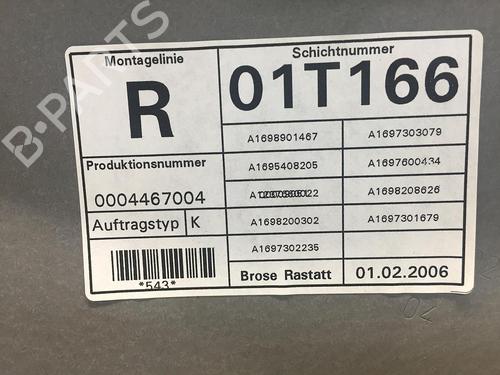 Montagelinie
R
Schichtnummer
01T166
Produktionsnummer
0004467004
Auftragstyp K
*543*
A1698901467
A1695408205
A1698200302
A1697302235
A1697303079
A1697600434
A1698208626
A1697301679
Brose Rastatt
01.02.2006
B-PARTS